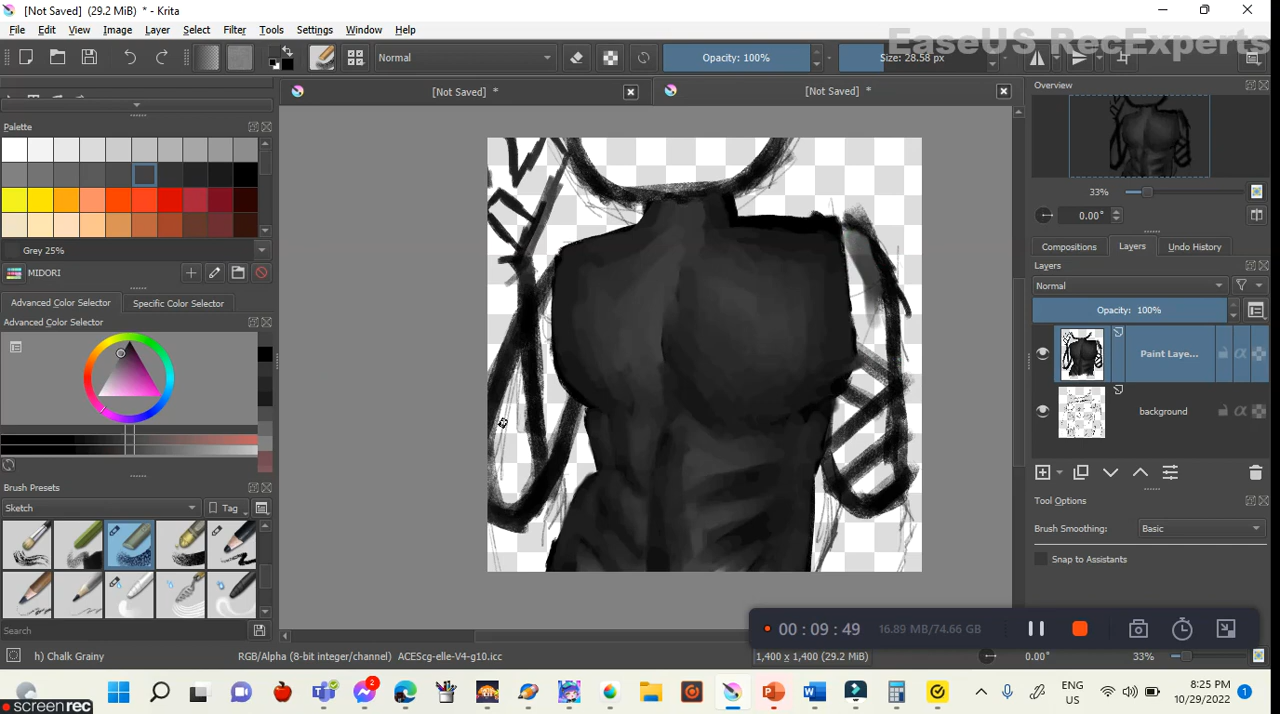 [Not Saved] (29.2 MiB) * - Krita
File Edit View Image Layer Select Filter Tools Settings Window Help
EaseUS RecExperts
Normal
Opacity: 100%
Size: 28.58 px
[Not Saved] *
[Not Saved] *
Overview
Palette
33%
0.00°
Grey 25%
Compositions Layers Undo History
Layers
MIDORI
Normal
Advanced Color Selector Specific Color Selector
Opacity: 100%
Advanced Color Selector
Paint Laye...
background
Brush Presets
Tool Options
Sketch
Tag
Brush Smoothing: Basic
Snap to Assistants
Search
00:09:49 16.89 MB/74.66 GB
h) Chalk Grainy
RGB/Alpha (8-bit integer/channel) ACEScg-elle-V4-g10.icc
1,400 x 1,400 (29.2 MiB)
0.00°
33%
2
ENG
US
8:25 PM
10/29/2022
1
screenrec